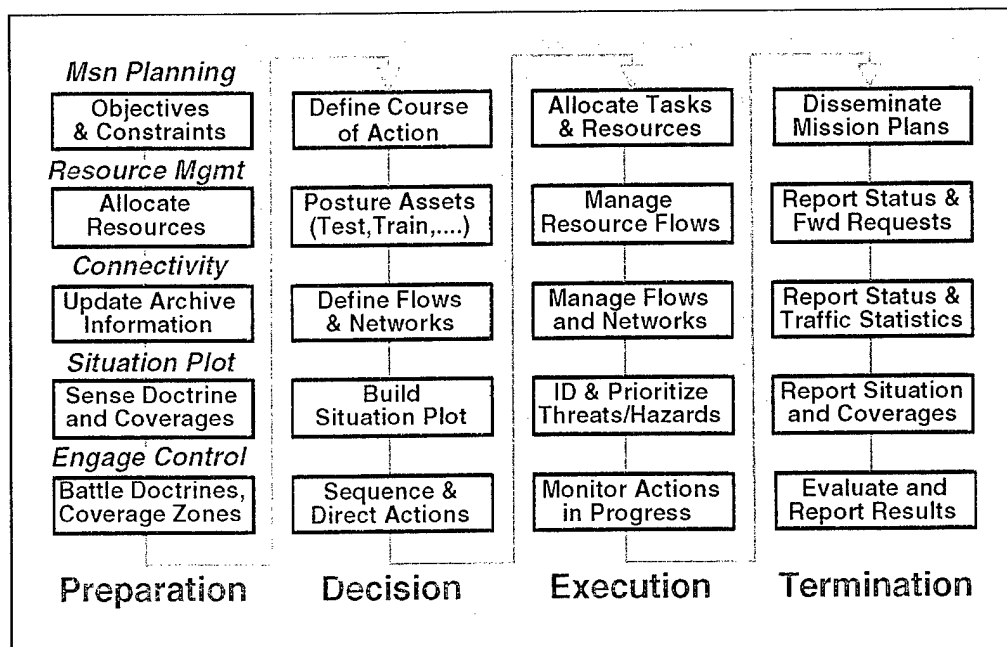 Msn Planning
Objectives
& Constraints
Resource Mgmt
Allocate
Resources
Connectivity
Update Archive
Information
Situation Plot
Sense Doctrine
and Coverages
Engage Control
Battle Doctrines,
Coverage Zones
Preparation
Define Course
of Action
Posture Assets
(Test,Train,....)
Define Flows
& Networks
Build
Situation Plot
Sequence &
Direct Actions
Decision
Allocate Tasks
& Resources
Manage
Resource Flows
Manage Flows
and Networks
ID & Prioritize
Threats/Hazards
Monitor Actions
in Progress
Execution
Disseminate
Mission Plans
Report Status &
Fwd Requests
Report Status &
Traffic Statistics
Report Situation
and Coverages
Evaluate and
Report Results
Termination